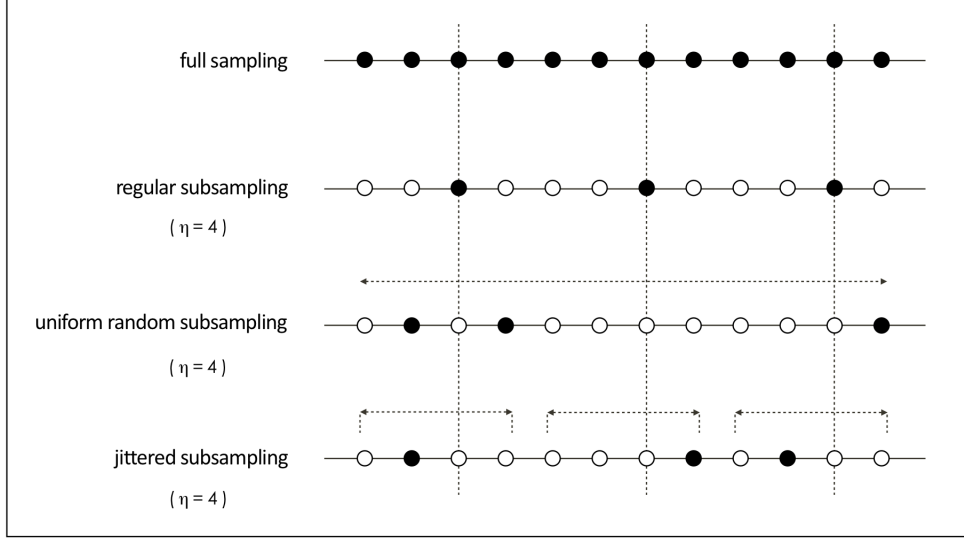 full sampling
regular subsampling
( η = 4 )
uniform random subsampling
( η = 4 )
jittered subsampling
( η = 4 )